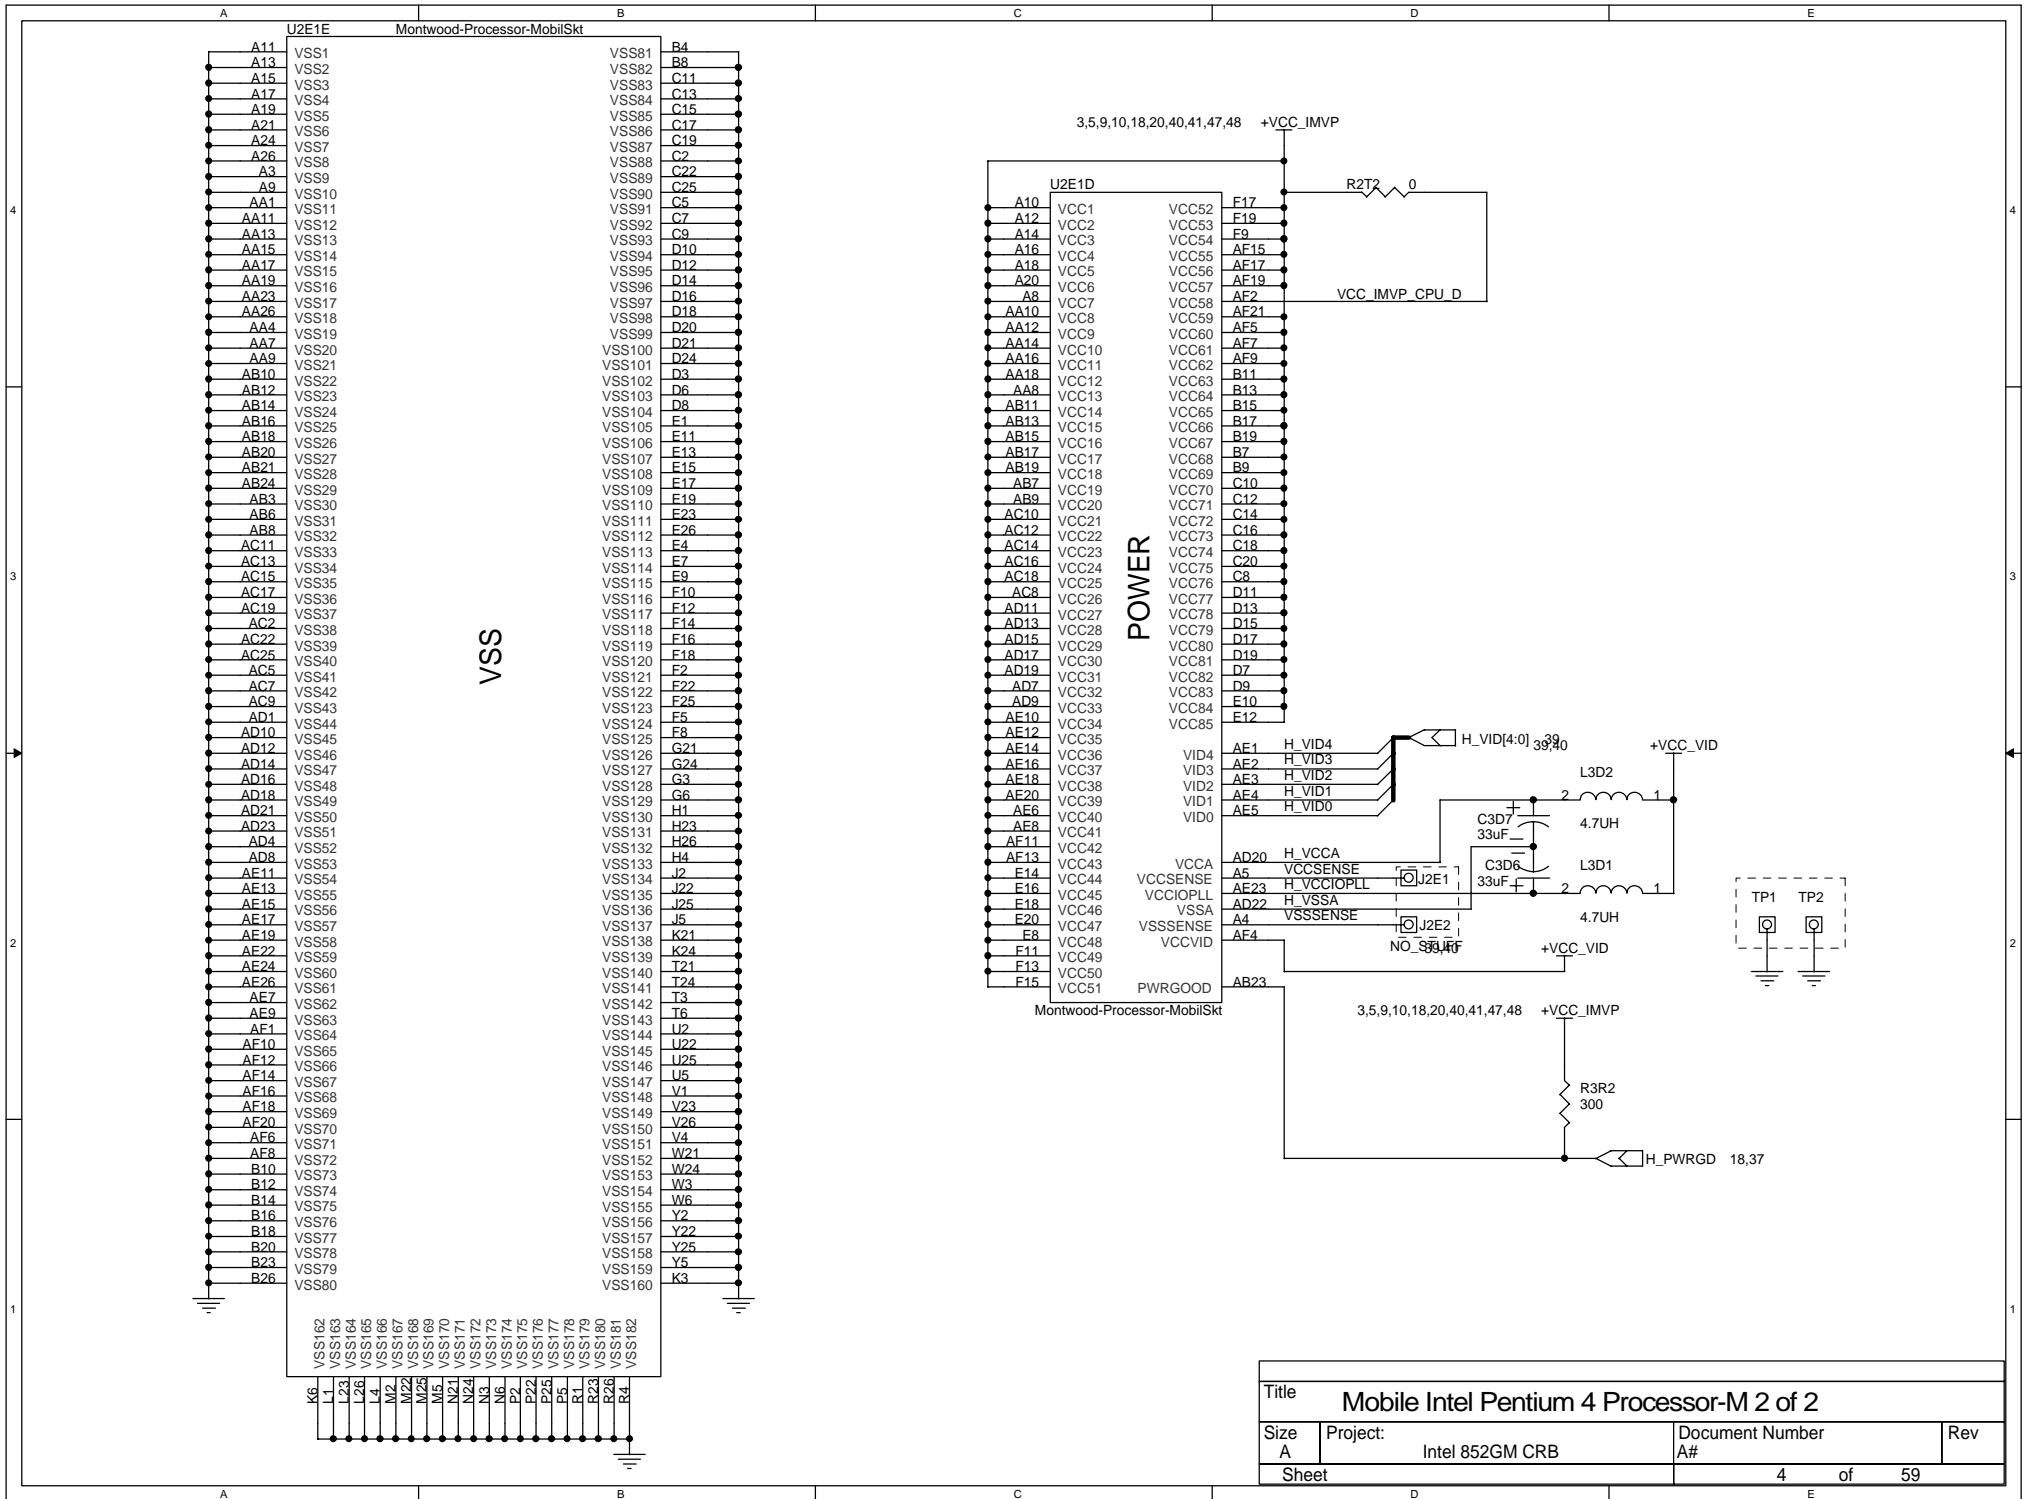 A B C D E
U2E1E Montwood-Processor-MobilSkt
A11 VSS1 VSS81 B4
A13 VSS2 VSS82 B8
A15 VSS3 VSS83 C11
A17 VSS4 VSS84 C13
A19 VSS5 VSS85 C15
A21 VSS6 VSS86 C17
A24 VSS7 VSS87 C19
A26 VSS8 VSS88 C2
A3 VSS9 VSS89 C22
A9 VSS10 VSS90 C25
AA1 VSS11 VSS91 C5
AA11 VSS12 VSS92 C7
AA13 VSS13 VSS93 C9
AA15 VSS14 VSS94 D10
AA17 VSS15 VSS95 D12
AA19 VSS16 VSS96 D14
AA23 VSS17 VSS97 D16
AA26 VSS18 VSS98 D18
AA4 VSS19 VSS99 D20
AA7 VSS20 VSS100 D21
AA9 VSS21 VSS101 D24
AB10 VSS22 VSS102 D3
AB12 VSS23 VSS103 D6
AB14 VSS24 VSS104 D8
AB16 VSS25 VSS105 E1
AB18 VSS26 VSS106 E11
AB20 VSS27 VSS107 E13
AB21 VSS28 VSS108 E15
AB24 VSS29 VSS109 E17
AB3 VSS30 VSS110 E19
AB6 VSS31 VSS111 E23
AB8 VSS32 VSS112 E26
AC11 VSS33 VSS113 E4
AC13 VSS34 VSS114 E7
AC15 VSS35 VSS115 E9
AC17 VSS36 VSS116 F10
AC19 VSS37 VSS117 F12
AC2 VSS38 VSS118 F14
AC22 VSS39 VSS119 F16
AC25 VSS40 VSS120 F18
AC5 VSS41 VSS121 F2
AC7 VSS42 VSS122 F22
AC9 VSS43 VSS123 F25
AD1 VSS44 VSS124 F5
AD10 VSS45 VSS125 F8
AD12 VSS46 VSS126 G21
AD14 VSS47 VSS127 G24
AD16 VSS48 VSS128 G3
AD18 VSS49 VSS129 G6
AD21 VSS50 VSS130 H1
AD23 VSS51 VSS131 H23
AD4 VSS52 VSS132 H26
AD8 VSS53 VSS133 H4
AE11 VSS54 VSS134 J2
AE13 VSS55 VSS135 J22
AE15 VSS56 VSS136 J25
AE17 VSS57 VSS137 J5
AE19 VSS58 VSS138 K21
AE22 VSS59 VSS139 K24
AE24 VSS60 VSS140 T21
AE26 VSS61 VSS141 T24
AE7 VSS62 VSS142 T3
AE9 VSS63 VSS143 T6
AF1 VSS64 VSS144 U2
AF10 VSS65 VSS145 U22
AF12 VSS66 VSS146 U25
AF14 VSS67 VSS147 U5
AF16 VSS68 VSS148 V1
AF18 VSS69 VSS149 V23
AF20 VSS70 VSS150 V26
AF6 VSS71 VSS151 V4
AF8 VSS72 VSS152 W21
B10 VSS73 VSS153 W24
B12 VSS74 VSS154 W3
B14 VSS75 VSS155 W6
B16 VSS76 VSS156 Y2
B18 VSS77 VSS157 Y22
B20 VSS78 VSS158 Y25
B23 VSS79 VSS159 Y5
B26 VSS80 VSS160 K3
VSS
VSS162 VSS163 VSS164 VSS165 VSS166 VSS167 VSS168 VSS169 VSS170 VSS171 VSS172 VSS173 VSS174 VSS175 VSS176 VSS177 VSS178 VSS179 VSS180 VSS181 VSS182
K6 L1 L23 L26 L4 M2 M22 M25 M5 N21 N24 N3 N6 P2 P22 P25 P5 R1 R23 R26 R4
3,5,9,10,18,20,40,41,47,48 +VCC_IMVP
U2E1D
R2T2 0
A10 VCC1 VCC52 F17
A12 VCC2 VCC53 F19
A14 VCC3 VCC54 F9
A16 VCC4 VCC55 AF15
A18 VCC5 VCC56 AF17
A20 VCC6 VCC57 AF19
A8 VCC7 VCC58 AF2 VCC_IMVP_CPU_D
AA10 VCC8 VCC59 AF21
AA12 VCC9 VCC60 AF5
AA14 VCC10 VCC61 AF7
AA16 VCC11 VCC62 AF9
AA18 VCC12 VCC63 B11
AA8 VCC13 VCC64 B13
AB11 VCC14 VCC65 B15
AB13 VCC15 VCC66 B17
AB15 VCC16 VCC67 B19
AB17 VCC17 VCC68 B7
AB19 VCC18 VCC69 B9
AB7 VCC19 VCC70 C10
AB9 VCC20 VCC71 C12
AC10 VCC21 VCC72 C14
AC12 VCC22 VCC73 C16
AC14 VCC23 VCC74 C18
AC16 VCC24 VCC75 C20
AC18 VCC25 VCC76 C8
AC8 VCC26 VCC77 D11
AD11 VCC27 VCC78 D13
AD13 VCC28 VCC79 D15
AD15 VCC29 VCC80 D17
AD17 VCC30 VCC81 D19
AD19 VCC31 VCC82 D7
AD7 VCC32 VCC83 D9
AD9 VCC33 VCC84 E10
AE10 VCC34 VCC85 E12
AE12 VCC35
AE14 VCC36 VID4 AE1 H_VID4
AE16 VCC37 VID3 AE2 H_VID3
AE18 VCC38 VID2 AE3 H_VID2
AE20 VCC39 VID1 AE4 H_VID1
AE6 VCC40 VID0 AE5 H_VID0
AE8 VCC41
AF11 VCC42
AF13 VCC43 VCCA AD20 H_VCCA
E14 VCC44 VCCSENSE A5 VCCSENSE
E16 VCC45 VCCIOPLL AE23 H_VCCIOPLL
E18 VCC46 VSSA AD22 H_VSSA
E20 VCC47 VSSSENSE A4 VSSSENSE
E8 VCC48 VCCVID AF4
F11 VCC49
F13 VCC50
F15 VCC51 PWRGOOD AB23
POWER
Montwood-Processor-MobilSkt
H_VID[4:0] 39
39,40 +VCC_VID
L3D2
2 1
4.7UH
C3D7
33uF
+
C3D6
33uF
+
L3D1
2 1
4.7UH
J2E1
J2E2
NO_STUFF
39,40
+VCC_VID
TP1 TP2
3,5,9,10,18,20,40,41,47,48 +VCC_IMVP
R3R2
300
H_PWRGD 18,37
4 4
3 3
2 2
1 1
Title Mobile Intel Pentium 4 Processor-M 2 of 2
Size Project: Document Number Rev
A Intel 852GM CRB A#
Sheet 4 of 59
A B C D E